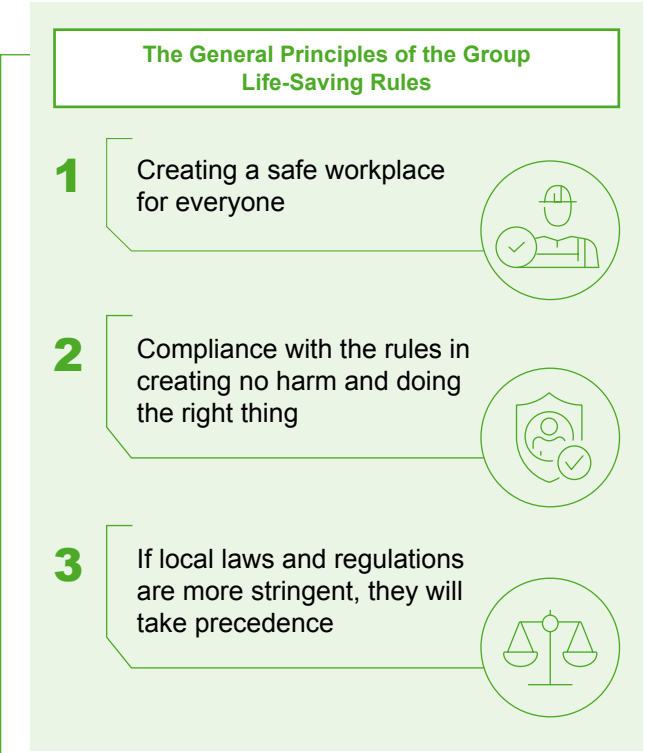 The General Principles of the Group
Life-Saving Rules
1
Creating a safe workplace
for everyone
2
Compliance with the rules in
creating no harm and doing
the right thing
3
If local laws and regulations
are more stringent, they will
take precedence